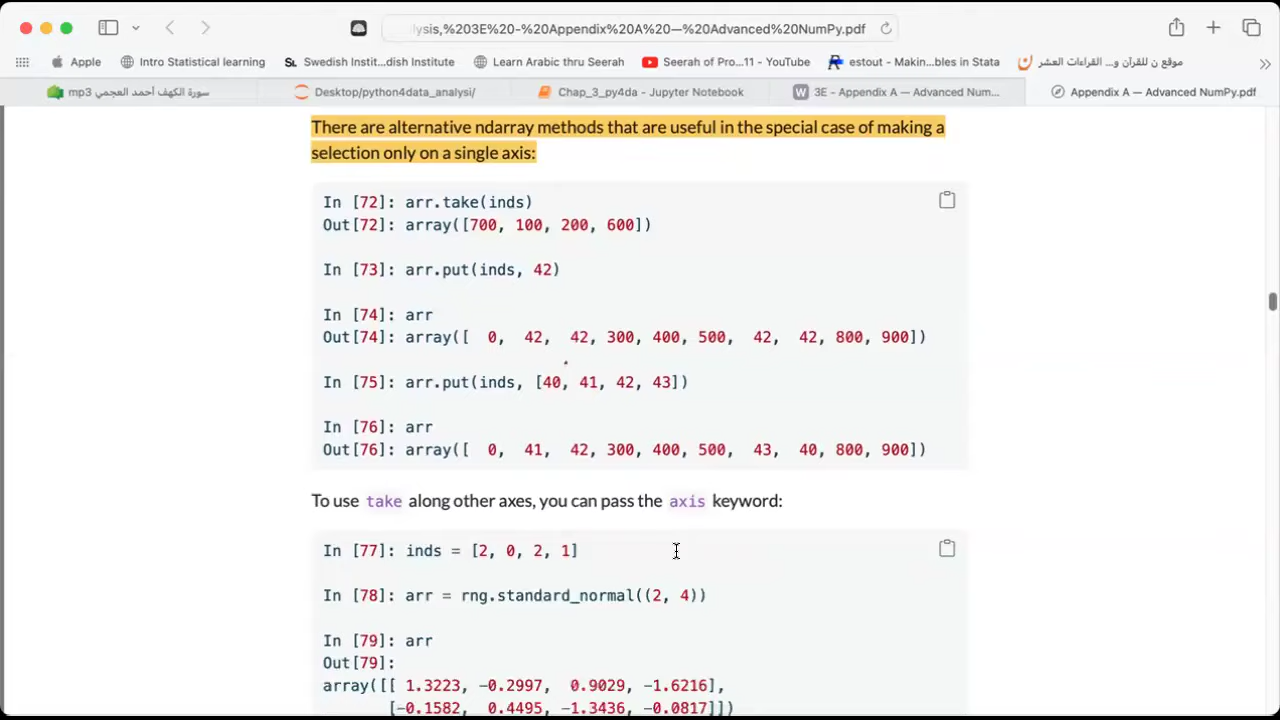 lysis,%203E%20-%20Appendix%20A%20—%20Advanced%20NumPy.pdf
Apple
Intro Statistical learning
SL Swedish Instit...dish Institute
Learn Arabic thru Seerah
Seerah of Pro...11 - YouTube
estout - Makin...bles in Stata
موقع ن للقرآن و... القراءات العشر
سورة الكهف أحمد العجمي mp3
Desktop/python4data_analysi/
Chap_3_py4da - Jupyter Notebook
W 3E - Appendix A — Advanced Num...
Appendix A — Advanced NumPy.pdf
There are alternative ndarray methods that are useful in the special case of making a
selection only on a single axis:
In [72]: arr.take(inds)
Out[72]: array([700, 100, 200, 600])
In [73]: arr.put(inds, 42)
In [74]: arr
Out[74]: array([  0,  42,  42, 300, 400, 500,  42,  42, 800, 900])
In [75]: arr.put(inds, [40, 41, 42, 43])
In [76]: arr
Out[76]: array([  0,  41,  42, 300, 400, 500,  43,  40, 800, 900])
To use take along other axes, you can pass the axis keyword:
In [77]: inds = [2, 0, 2, 1]
In [78]: arr = rng.standard_normal((2, 4))
In [79]: arr
Out[79]:
array([[ 1.3223, -0.2997,  0.9029, -1.6216],
[-0.1582,  0.4495, -1.3436, -0.0817]])